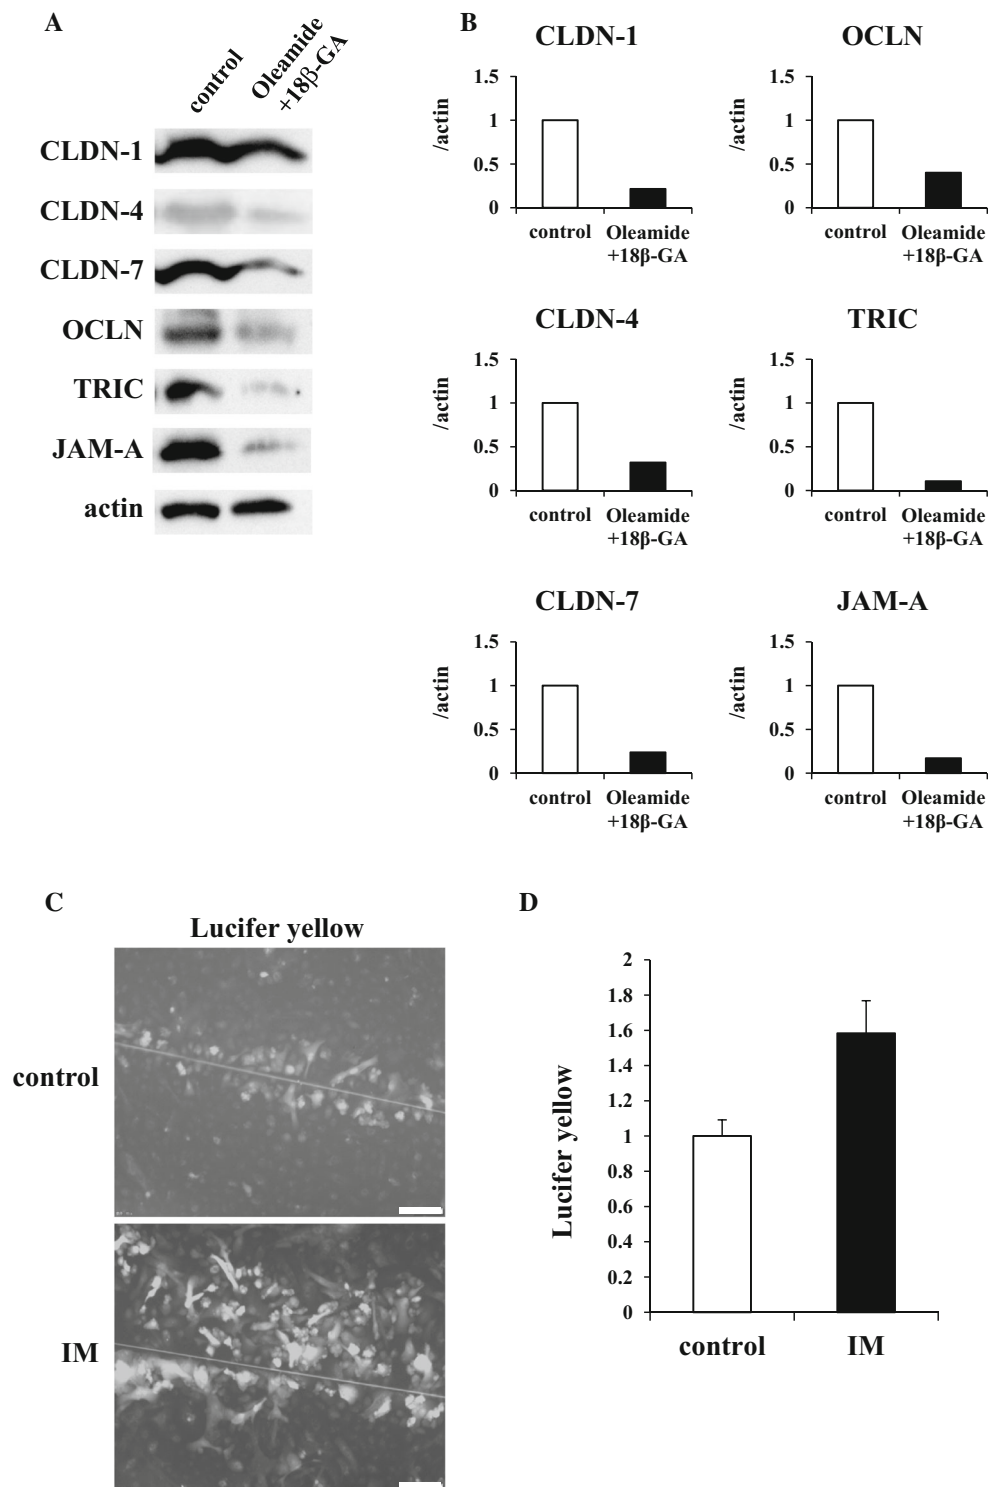 A
control
Oleamide
+18β-GA
CLDN-1
CLDN-4
CLDN-7
OCLN
TRIC
JAM-A
actin
B
CLDN-1
/actin
1.5
1
0.5
0
control
Oleamide
+18β-GA
OCLN
/actin
1.5
1
0.5
0
control
Oleamide
+18β-GA
CLDN-4
/actin
1.5
1
0.5
0
control
Oleamide
+18β-GA
TRIC
/actin
1.5
1
0.5
0
control
Oleamide
+18β-GA
CLDN-7
/actin
1.5
1
0.5
0
control
Oleamide
+18β-GA
JAM-A
/actin
1.5
1
0.5
0
control
Oleamide
+18β-GA
C
Lucifer yellow
control
IM
D
Lucifer yellow
2
1.8
1.6
1.4
1.2
1
0.8
0.6
0.4
0.2
0
control
IM